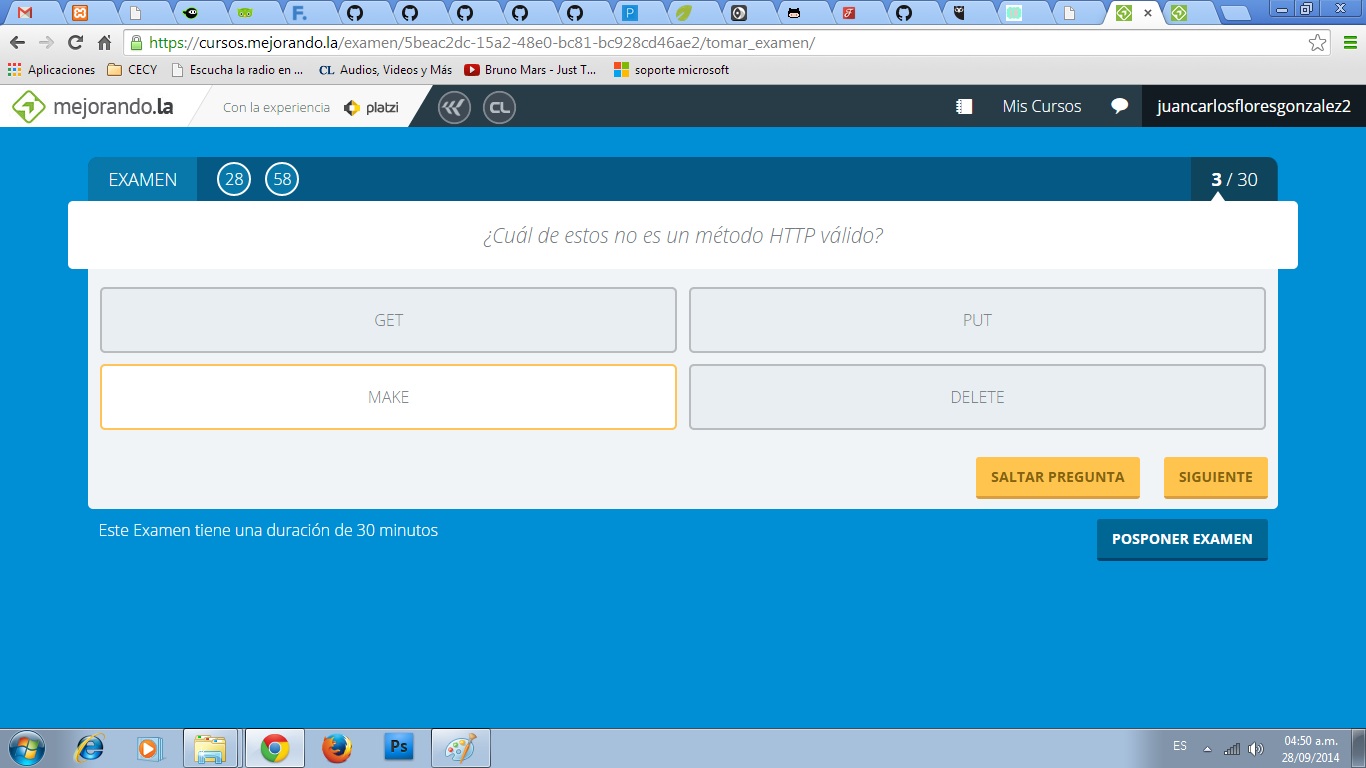 https://cursos.mejorando.la/examen/5beac2dc-15a2-48e0-bc81-bc928cd46ae2/tomar_examen/
Aplicaciones CECY Escucha la radio en ... CL Audios, Videos y Más Bruno Mars - Just T... soporte microsoft
mejorando.la Con la experiencia platzi CL Mis Cursos juancarlosfloresgonzalez2
EXAMEN 28 58 3 / 30
¿Cuál de estos no es un método HTTP válido?
GET PUT
MAKE DELETE
SALTAR PREGUNTA SIGUIENTE
Este Examen tiene una duración de 30 minutos
POSPONER EXAMEN
Ps ES 04:50 a.m.
28/09/2014